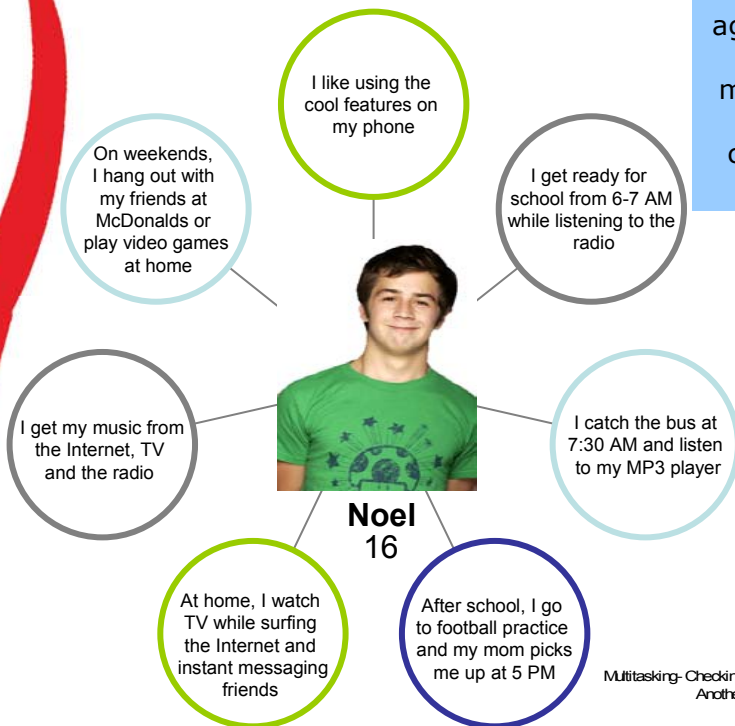 I like using the
cool features on
my phone
I get ready for
school from 6-7 AM
while listening to the
radio
I catch the bus at
7:30 AM and listen
to my MP3 player
After school, I go
to football practice
and my mom picks
me up at 5 PM
At home, I watch
TV while surfing
the Internet and
instant messaging
friends
I get my music from
the Internet, TV
and the radio
On weekends,
I hang out with
my friends at
McDonalds or
play video games
at home
Noel
16
Multitasking-